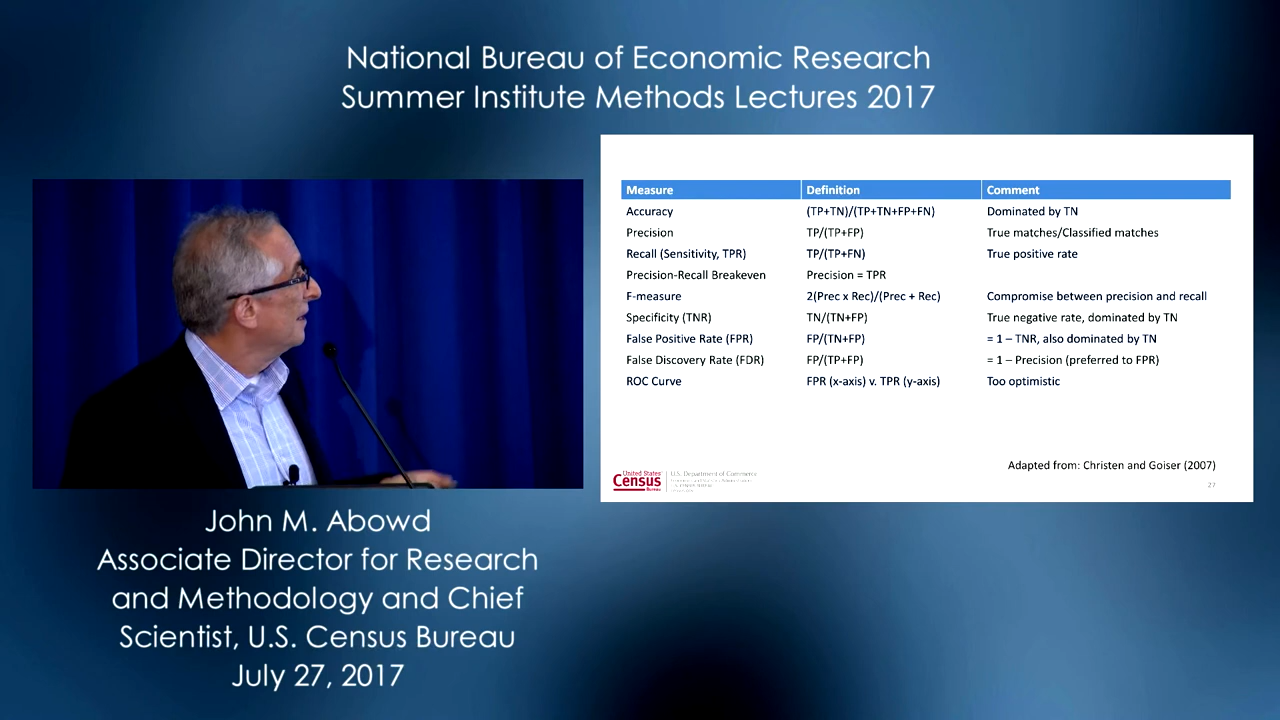 National Bureau of Economic Research
Summer Institute Methods Lectures 2017
Measure Definition Comment
Accuracy (TP+TN)/(TP+TN+FP+FN) Dominated by TN
Precision TP/(TP+FP) True matches/Classified matches
Recall (Sensitivity, TPR) TP/(TP+FN) True positive rate
Precision-Recall Breakeven Precision = TPR
F-measure 2(Prec x Rec)/(Prec + Rec) Compromise between precision and recall
Specificity (TNR) TN/(TN+FP) True negative rate, dominated by TN
False Positive Rate (FPR) FP/(TN+FP) = 1 – TNR, also dominated by TN
False Discovery Rate (FDR) FP/(TP+FP) = 1 – Precision (preferred to FPR)
ROC Curve FPR (x-axis) v. TPR (y-axis) Too optimistic
Adapted from: Christen and Goiser (2007)
United States
Census
Bureau
U.S. Department of Commerce
27
John M. Abowd
Associate Director for Research
and Methodology and Chief
Scientist, U.S. Census Bureau
July 27, 2017